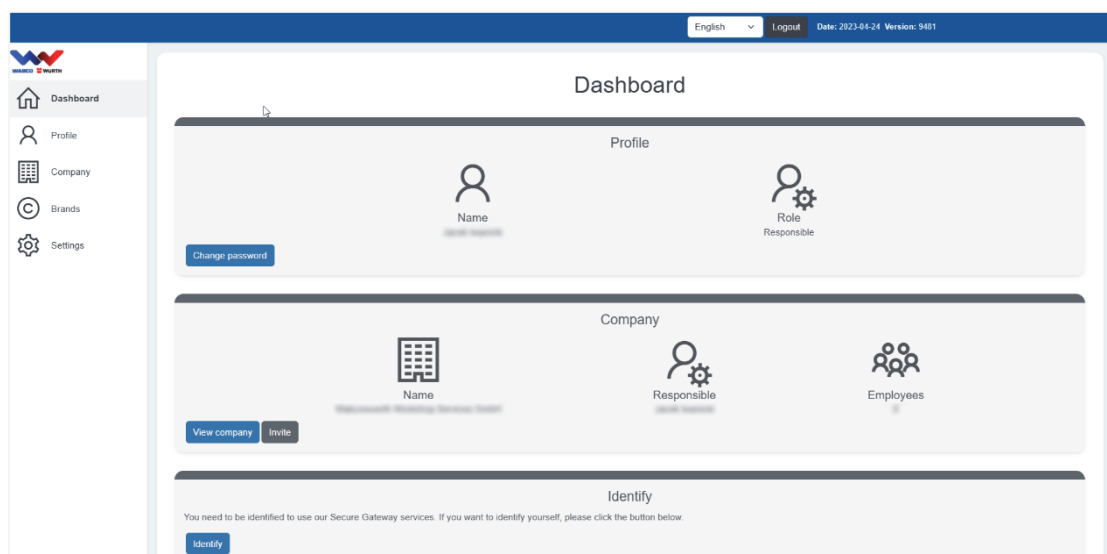 English Logout Date: 2023-04-24 Version: 9481
WABCO WURTH
Dashboard
Profile
Company
Brands
Settings
Dashboard
Profile
Name
Role
Responsible
Change password
Company
Name
Responsible
Employees
View company Invite
Identify
You need to be identified to use our Secure Gateway services. If you want to identify yourself, please click the button below.
Identify